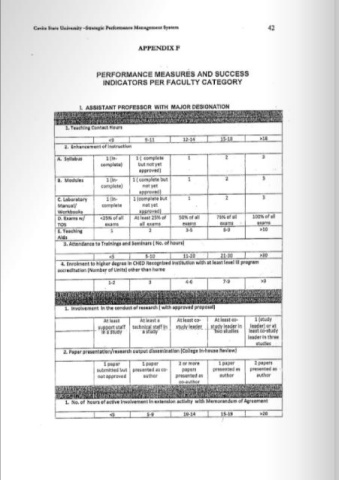 Cavite State University -Strategic Performance Management System 42
APPENDIX P
PERFORMANCE MEASURES AND SUCCESS
INDICATORS PER FACULTY CATEGORY
I. ASSISTANT PROFESSOR WITH MAJOR DESIGNATION
1. Teaching Contact Hours
<9 9-11 12-14 15-18 >18
2. Enhancement of Instruction
A. Syllabus 1 (In-complete) 1 ( complete but not yet approved) 1 2 3
B. Modules 1 (In-complete) 1 ( complete but not yet approved) 1 2 3
C. Laboratory Manual/ Workbooks 1 (In-complete 1 (complete but not yet approved) 1 2 3
D. Exams w/ TOS <25% of all exams At least 25% of all exams 50% of all exams 75% of all exams 100% of all exams
E. Teaching Aids 1 2 3-5 6-9 >10
3. Attendance to Trainings and Seminars ( No. of hours)
<5 5-10 11-20 21-30 >30
4. Enrolment to higher degree in CHED Recognized Institution with at least level III program
accreditation (Number of Units) other than home
1-2 3 4-6 7-9 >9
1. Involvement in the conduct of research ( with approved proposal)
At least support staff in a study At least a technical staff in a study At least co-study leader At least co-study leader in two studies 1 (study leader) or at least co-study leader in three studies
2. Paper presentation/research output dissemination (College In-house Review)
1 paper submitted but not approved 1 paper presented as co-author 2 or more papers presented as co-author 1 paper presented as author 2 papers presented as author
1. No. of hours of active involvement in extension activity with Memorandum of Agreement
<5 5-9 10-14 15-19 >20